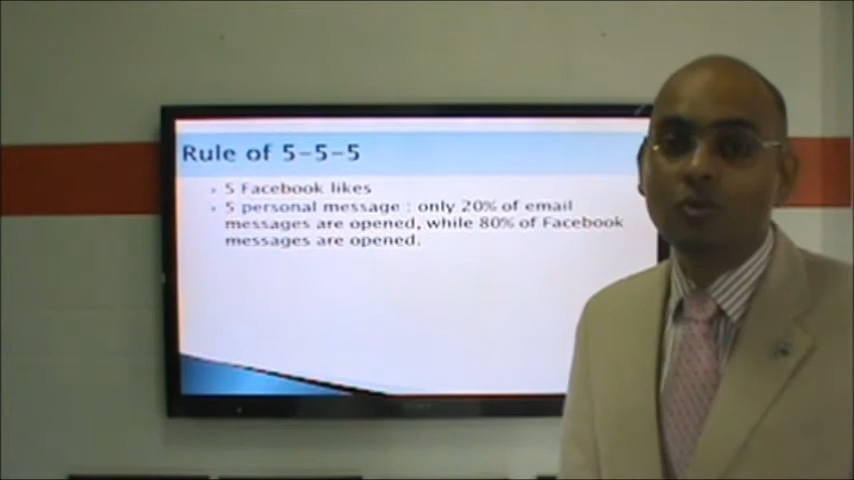 Rule of 5-5-5
5 Facebook likes
5 personal message : only 20% of email
messages are opened, while 80% of Facebook
messages are opened.